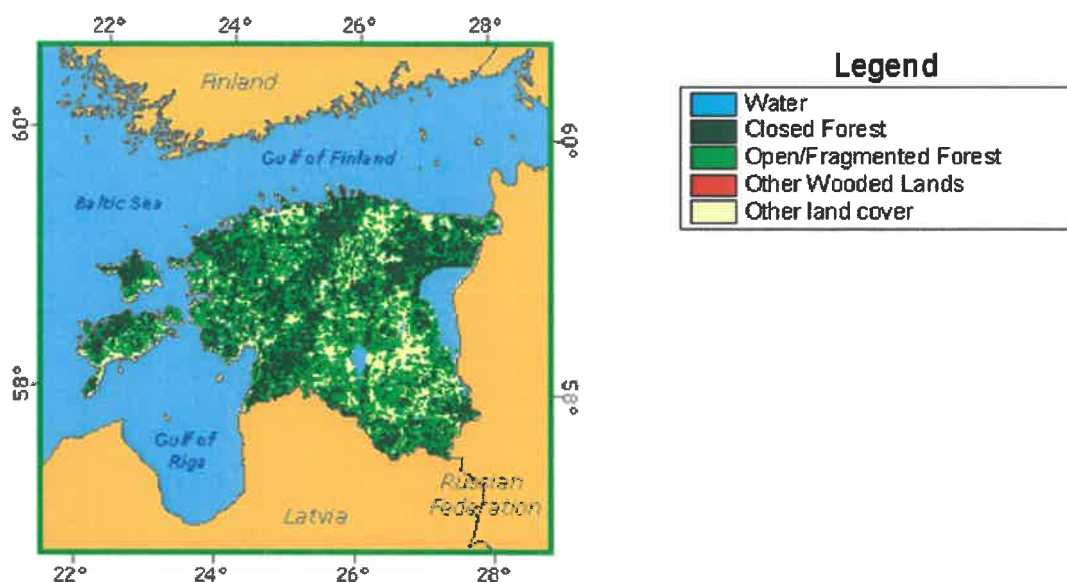 22° 24° 26° 28°
Finland
60° 60°
Gulf of Finland
Baltic Sea
58° 58°
Gulf of
Riga
Russian
Federation
Latvia
22° 24° 26° 28°
Legend
Water
Closed Forest
Open/Fragmented Forest
Other Wooded Lands
Other land cover